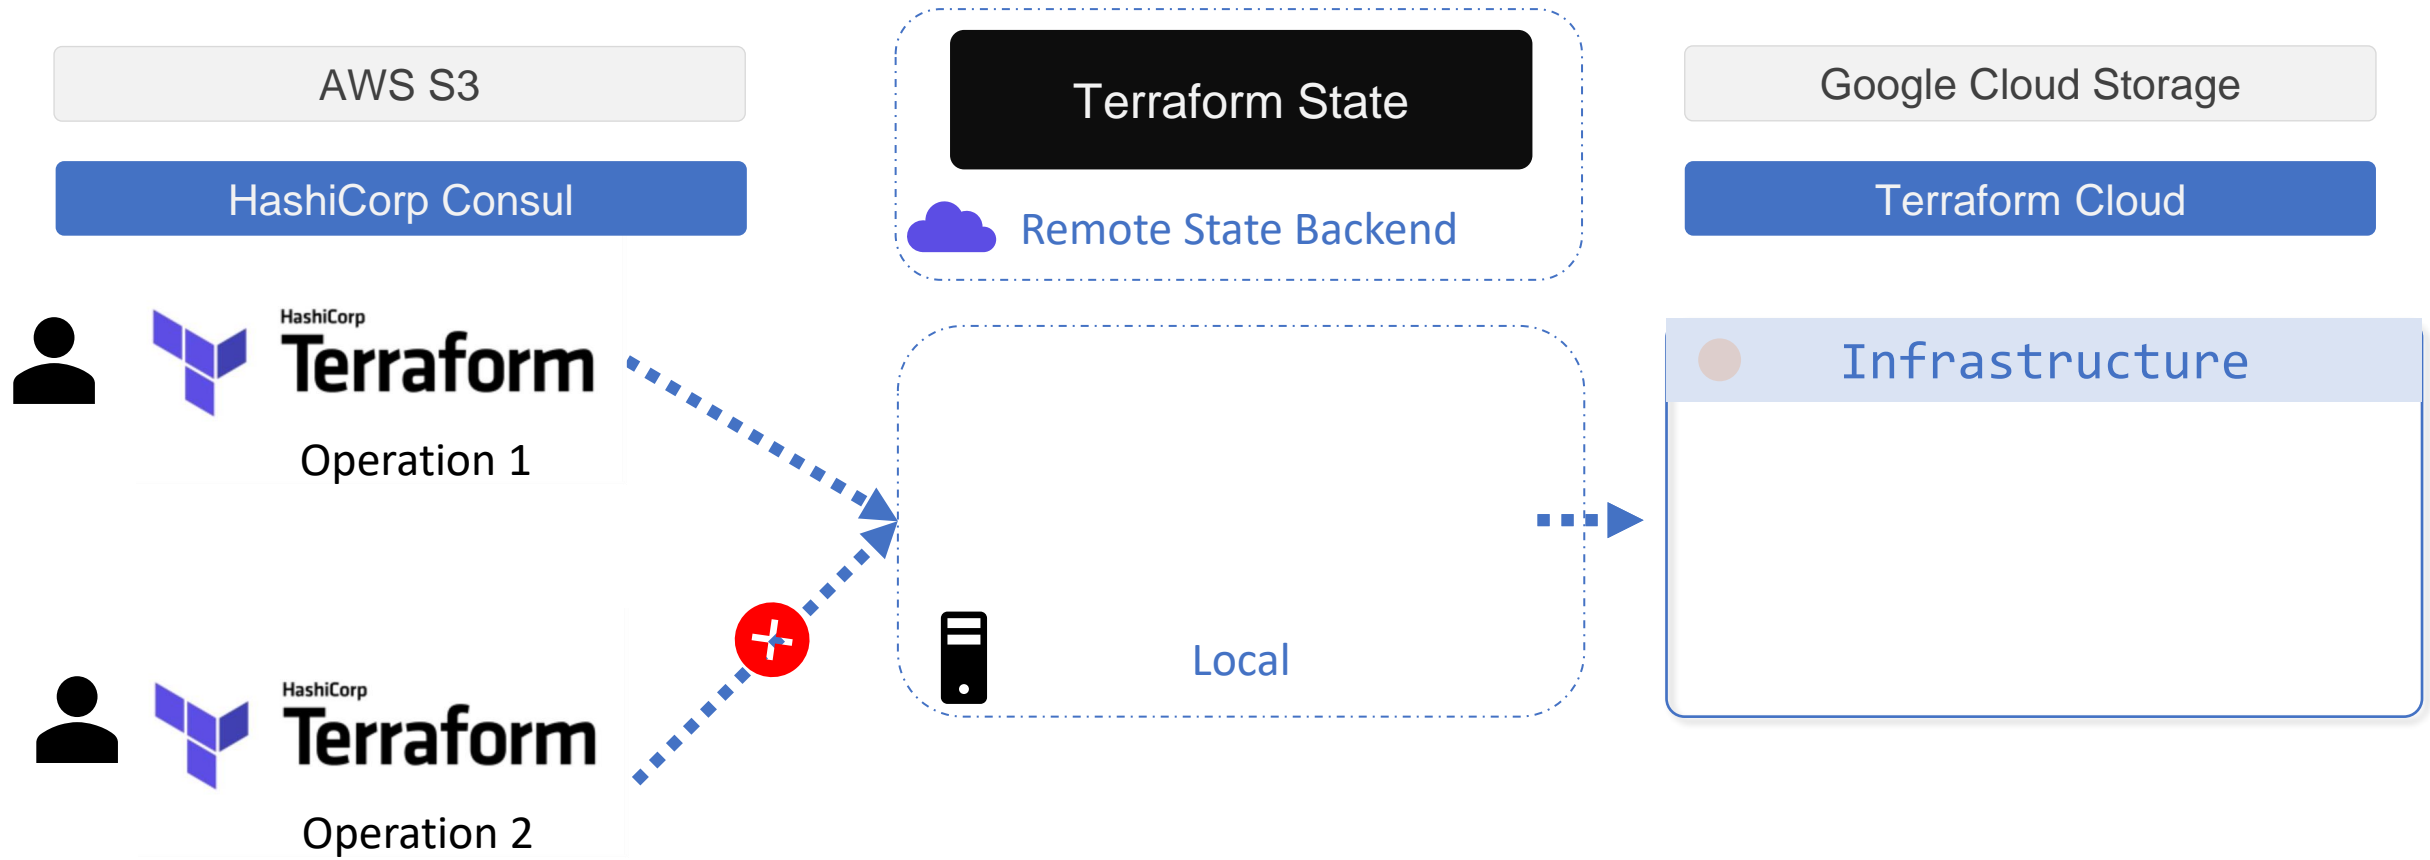 AWS S3
HashiCorp Consul
Terraform State
Remote State Backend
Google Cloud Storage
Terraform Cloud
HashiCorp
Terraform
Operation 1
HashiCorp
Terraform
Operation 2
Local
Infrastructure